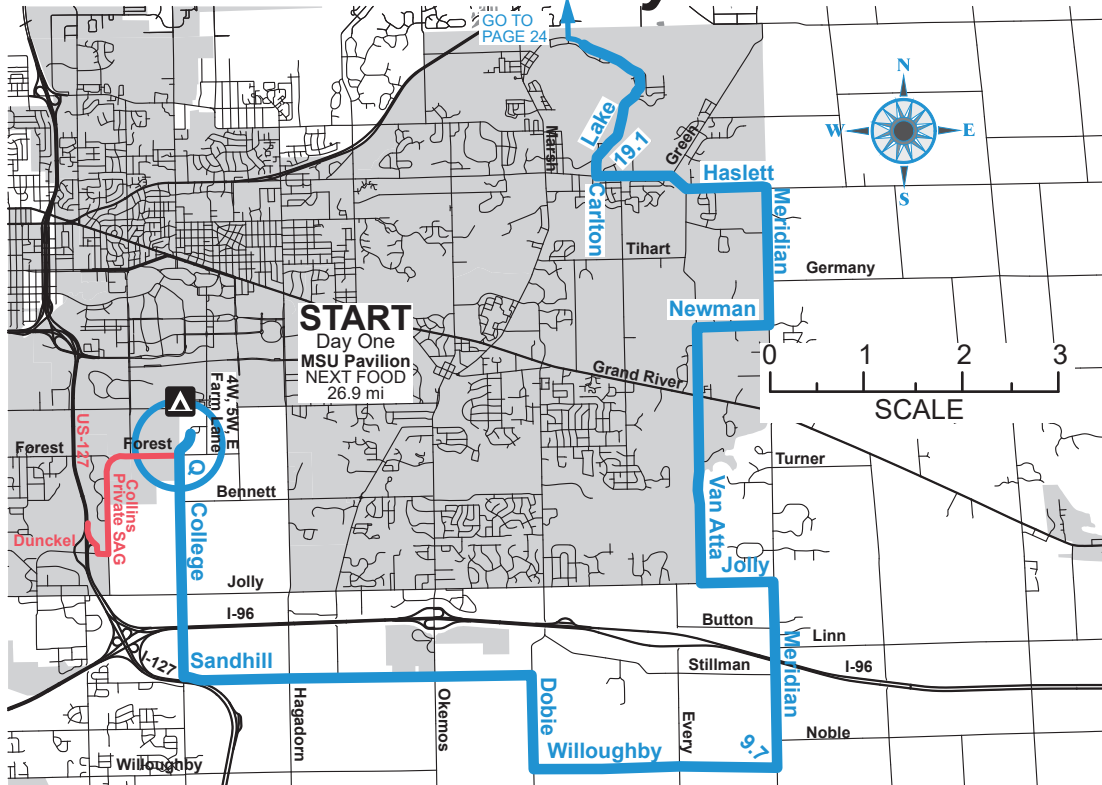 y
GO TO
PAGE 24
N
W
E
S
Lake
19.1
Marsh
Green
Haslett
Carlton
Meridian
Tihart
Germany
Newman
START
Day One
MSU Pavilion
NEXT FOOD
26.9 mi
Grand River
0 1 2 3
SCALE
4W, 5W, E
Farm Lane
US-127
Forest
Forest
Q
Turner
Bennett
Collins
Private SAG
College
Van Atta
Dunckel
Jolly
Jolly
I-96
Button
Linn
Sandhill
I-127
Stillman
I-96
Meridian
Hagadorn
Okemos
Dobie
Every
Noble
Willoughby
9.7
Willoughby